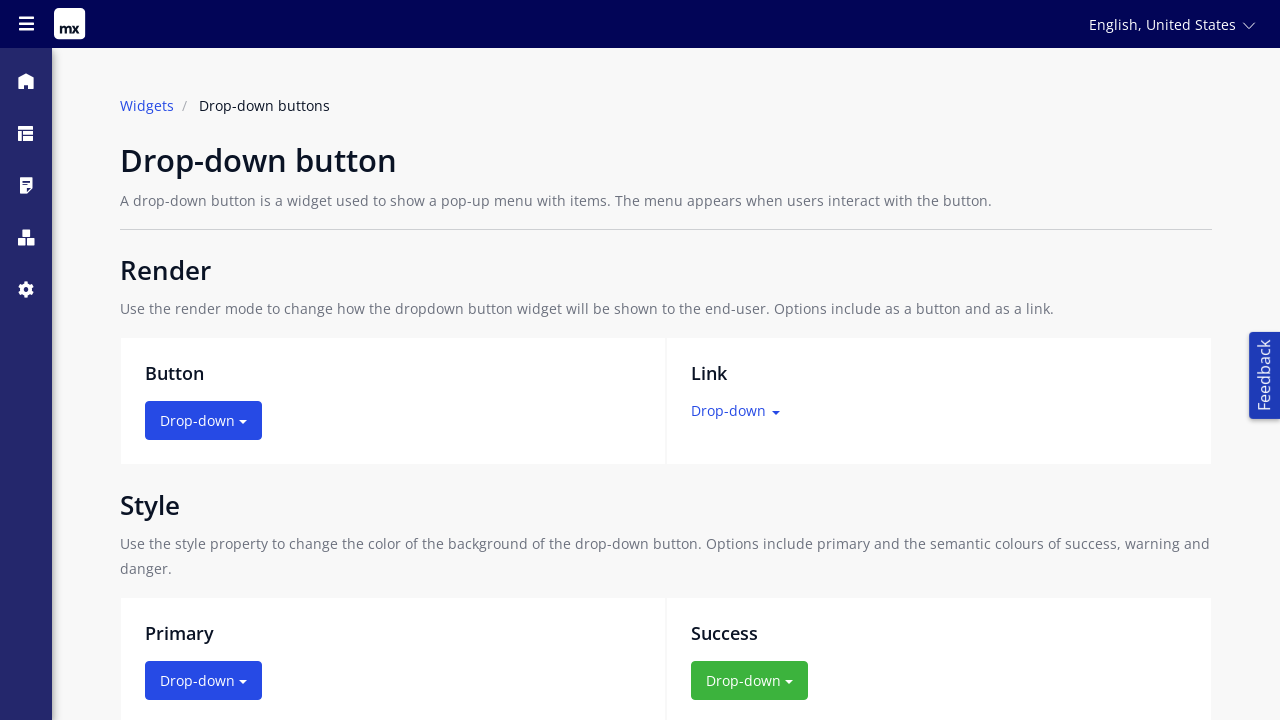 mx
English, United States
Widgets / Drop-down buttons
Drop-down button
A drop-down button is a widget used to show a pop-up menu with items. The menu appears when users interact with the button.
Render
Use the render mode to change how the dropdown button widget will be shown to the end-user. Options include as a button and as a link.
Button
Link
Drop-down
Drop-down
Feedback
Style
Use the style property to change the color of the background of the drop-down button. Options include primary and the semantic colours of success, warning and
danger.
Primary
Success
Drop-down
Drop-down